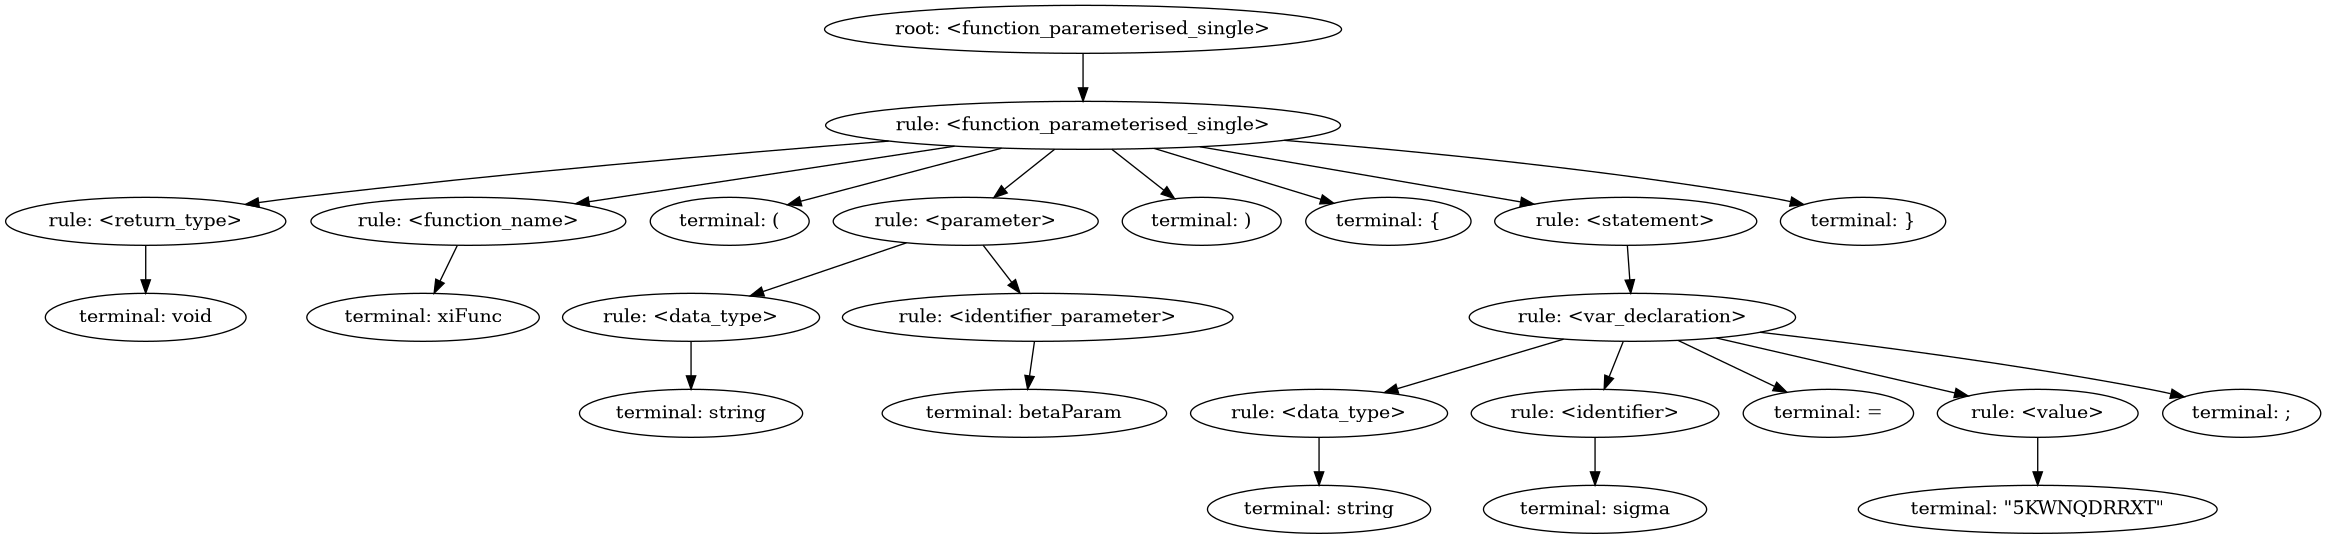 root: <function_parameterised_single>
rule: <function_parameterised_single>
rule: <return_type>
rule: <function_name>
terminal: (
rule: <parameter>
terminal: )
terminal: {
rule: <statement>
terminal: }
terminal: void
terminal: xiFunc
rule: <data_type>
rule: <identifier_parameter>
rule: <var_declaration>
terminal: string
terminal: betaParam
rule: <data_type>
rule: <identifier>
terminal: =
rule: <value>
terminal: ;
terminal: string
terminal: sigma
terminal: "5KWNQDRRXT"